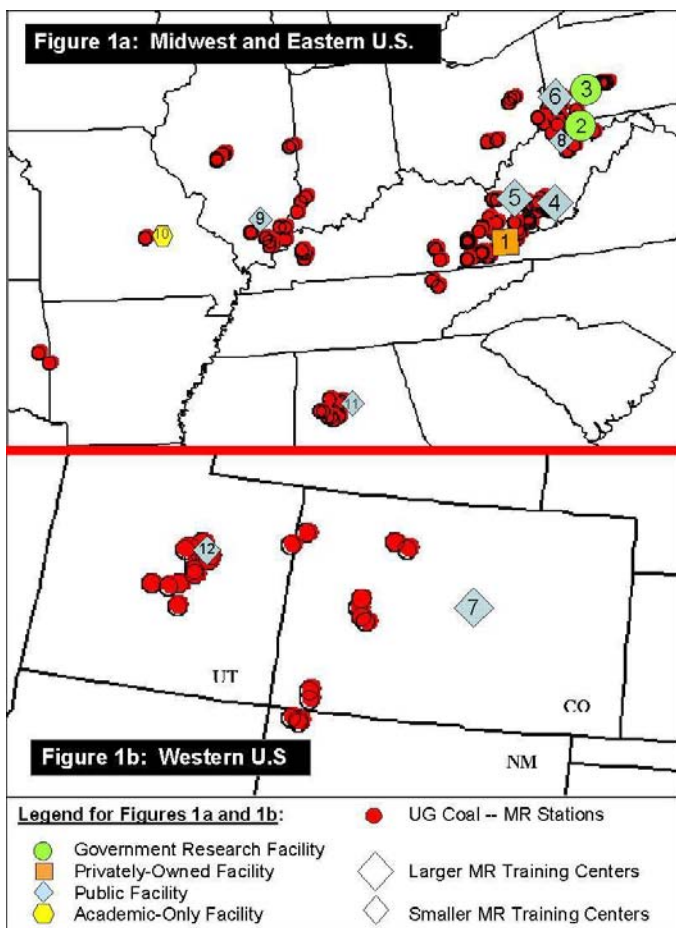 Figure 1a: Midwest and Eastern U.S.
3
6
2
8
5
4
9
10
1
11
12
7
UT
CO
Figure 1b: Western U.S
NM
Legend for Figures 1a and 1b:
UG Coal -- MR Stations
Government Research Facility
Privately-Owned Facility
Larger MR Training Centers
Public Facility
Academic-Only Facility
Smaller MR Training Centers